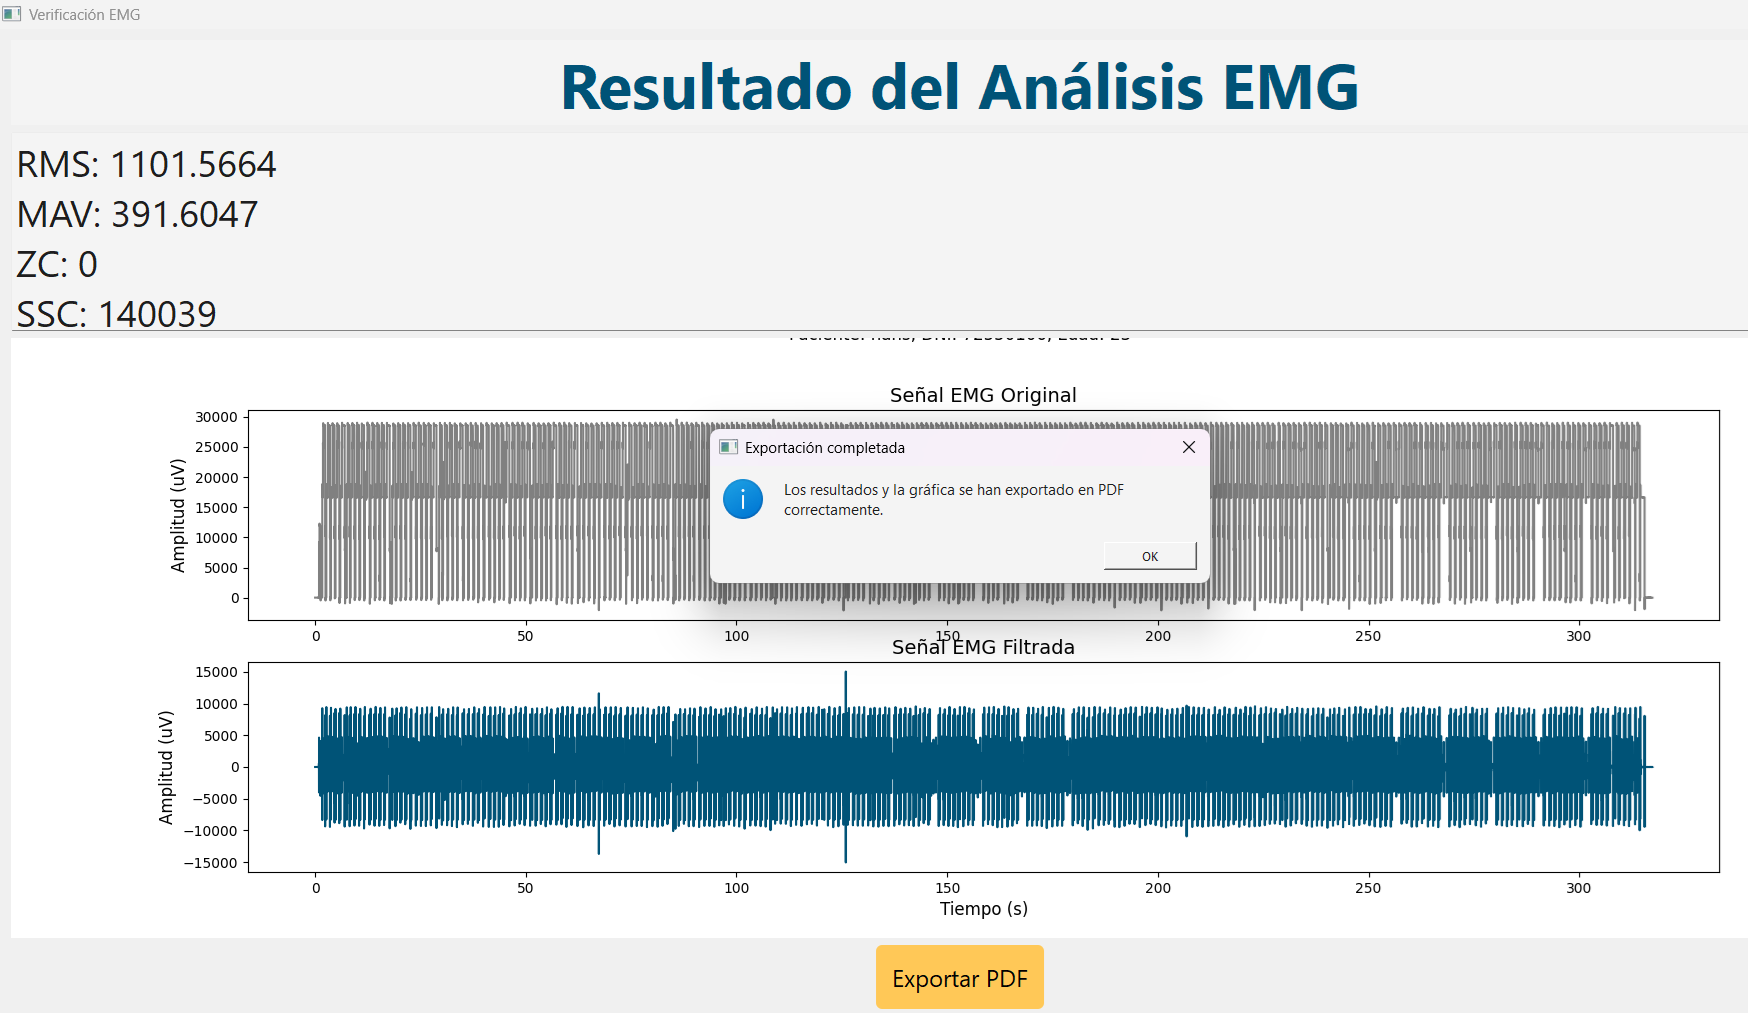 Verificación EMG
Resultado del Análisis EMG
RMS: 1101.5664
MAV: 391.6047
ZC: 0
SSC: 140039
Señal EMG Original
Amplitud (uV)
30000
25000
20000
15000
10000
5000
0
0 50 100 150 200 250 300
Exportación completada
Los resultados y la gráfica se han exportado en PDF
correctamente.
OK
Señal EMG Filtrada
Amplitud (uV)
15000
10000
5000
0
−5000
−10000
−15000
0 50 100 150 200 250 300
Tiempo (s)
Exportar PDF